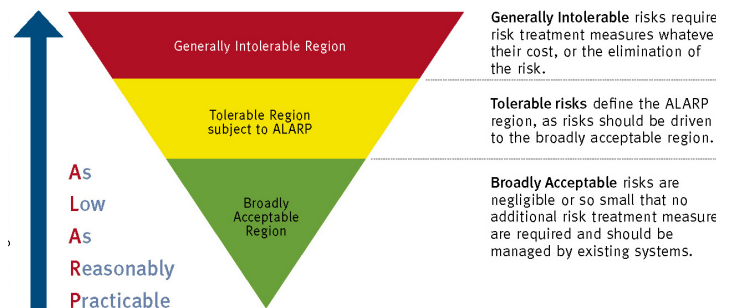 Generally Intolerable Region
Tolerable Region
subject to ALARP
Broadly
Acceptable
Region
As
Low
As
Reasonably
Practicable
Generally Intolerable risks require
risk treatment measures whateve
their cost, or the elimination of
the risk.
Tolerable risks define the ALARP
region, as risks should be driven
to the broadly acceptable region.
Broadly Acceptable risks are
negligible or so small that no
additional risk treatment measure
are required and should be
managed by existing systems.